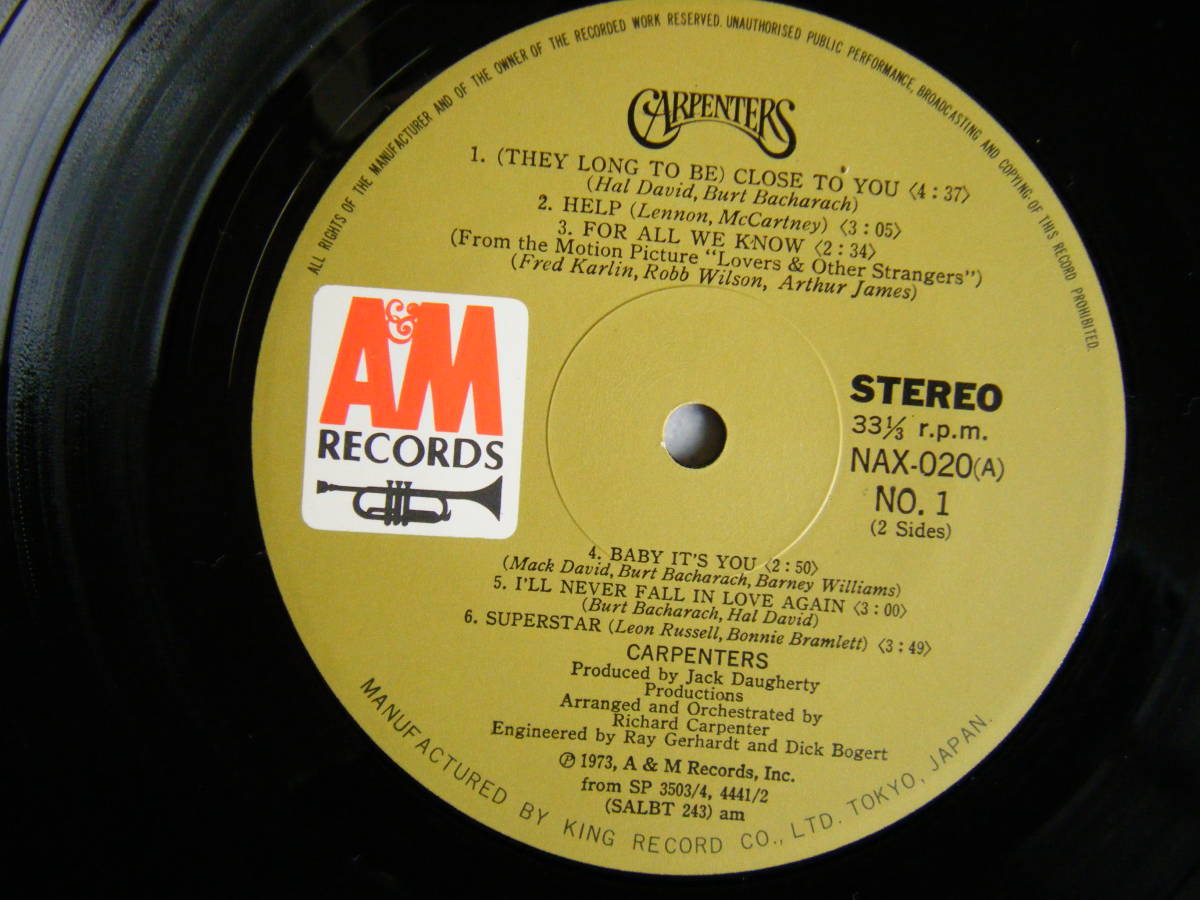 ALL RIGHTS OF THE MANUFACTURER AND OF THE OWNER OF THE RECORDED WORK RESERVED. UNAUTHORISED PUBLIC PERFORMANCE, BROADCASTING AND COPYING OF THIS RECORD PROHIBITED.
CARPENTERS
1. (THEY LONG TO BE) CLOSE TO YOU 〈4:37〉
(Hal David, Burt Bacharach)
2. HELP (Lennon, McCartney) 〈3:05〉
3. FOR ALL WE KNOW 〈2:34〉
(From the Motion Picture "Lovers & Other Strangers")
(Fred Karlin, Robb Wilson, Arthur James)
A&M
RECORDS
STEREO
33⅓ r.p.m.
NAX-020(A)
NO. 1
(2 Sides)
4. BABY IT'S YOU 〈2:50〉
(Mack David, Burt Bacharach, Barney Williams)
5. I'LL NEVER FALL IN LOVE AGAIN 〈3:00〉
(Burt Bacharach, Hal David)
6. SUPERSTAR (Leon Russell, Bonnie Bramlett) 〈3:49〉
CARPENTERS
Produced by Jack Daugherty
Productions
Arranged and Orchestrated by
Richard Carpenter
Engineered by Ray Gerhardt and Dick Bogert
℗ 1973, A & M Records, Inc.
from SP 3503/4, 4441/2
(SALBT 243) am
MANUFACTURED BY KING RECORD CO., LTD. TOKYO, JAPAN.